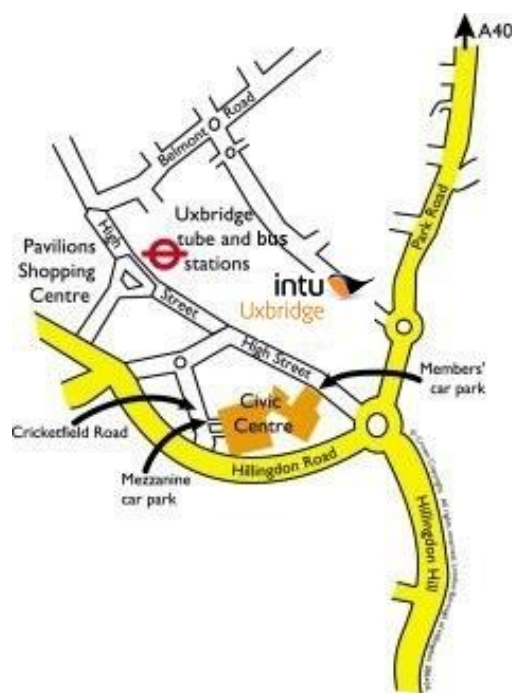 A40
Belmont
Road
Park Road
Uxbridge
tube and bus
stations
High
Street
Pavilions
Shopping
Centre
intu
Uxbridge
High Street
Members'
car park
Civic
Centre
Cricketfield Road
Mezzanine
car park
Hillingdon Road
Hillingdon Hill